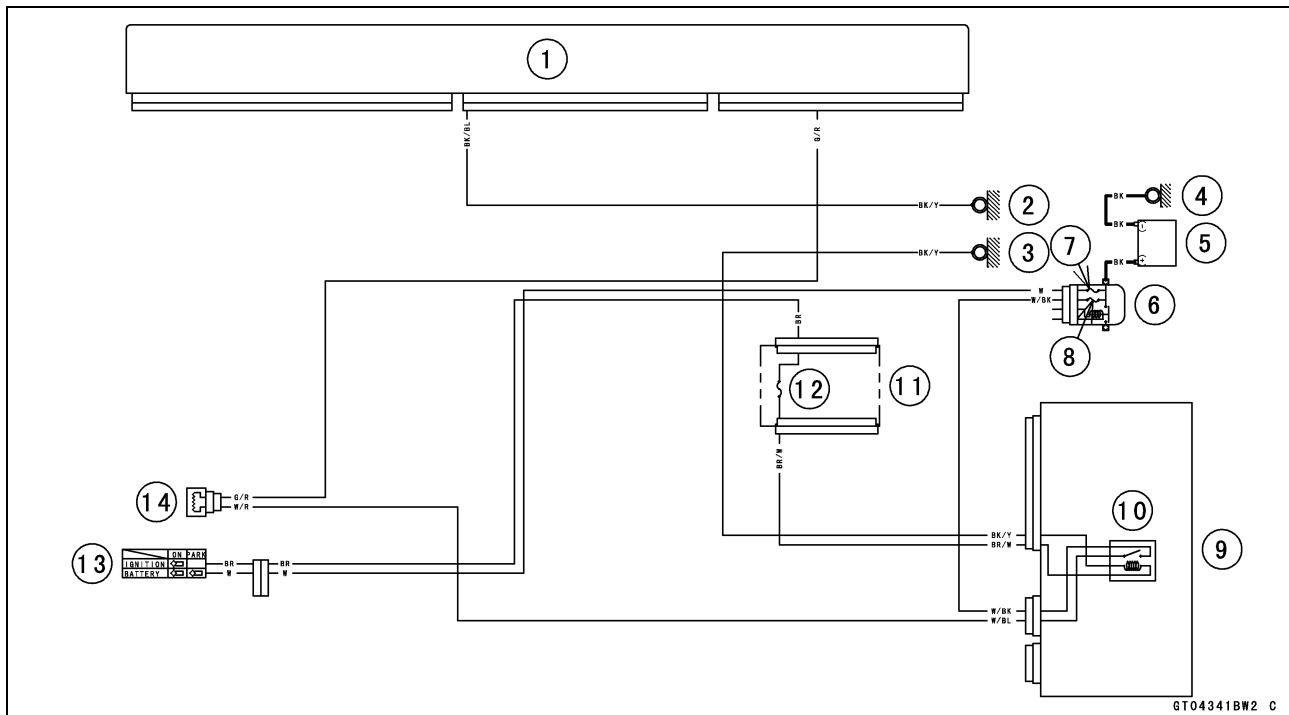 1
BK/BL
G/R
BK/Y
2
BK
4
BK
(-)
5
7
BK/Y
3
BK
(+)
W
W/BK
6
BR
8
12
11
14
G/R
W/R
10
9
13
ON PARK
IGNITION
BATTERY
BR
W
BR
W
BR/W
BK/Y
BR/W
W/BK
W/BL
GT04341BW2 C